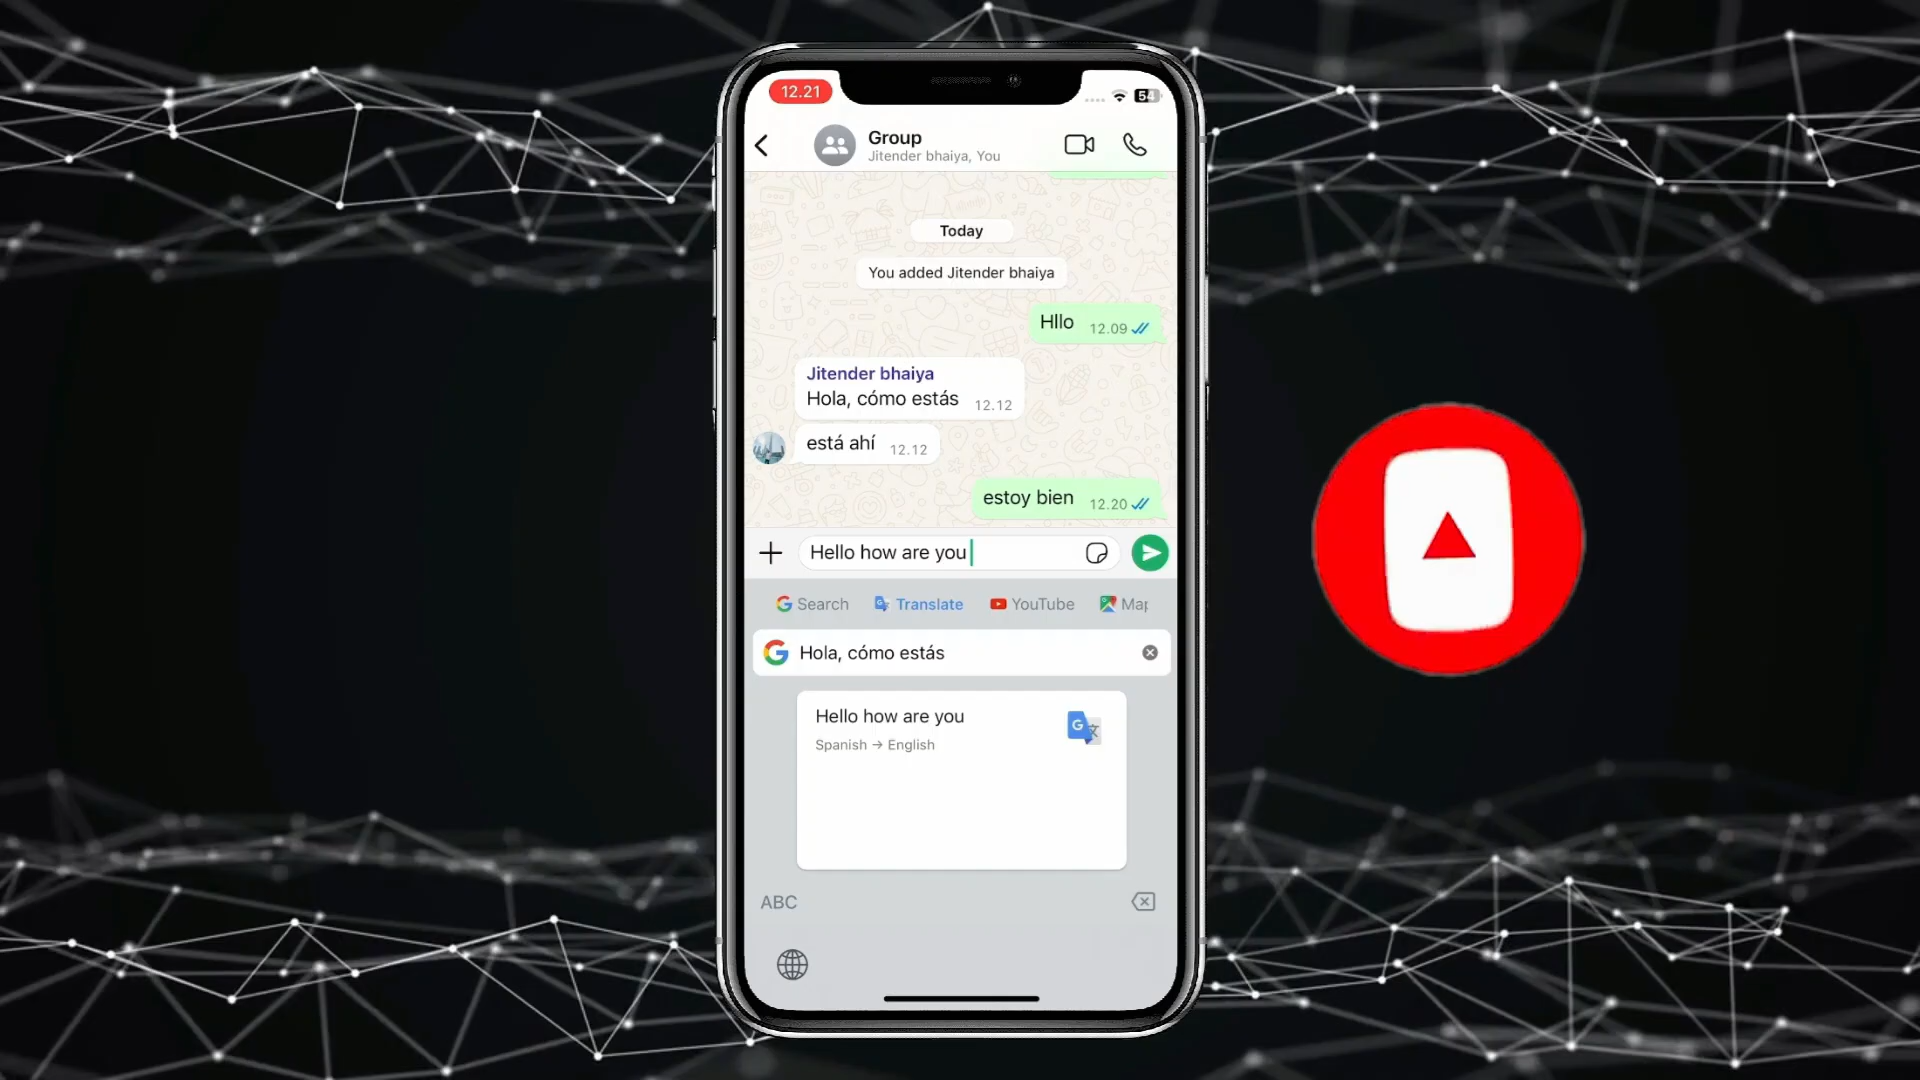 12.21
54
Group
Jitender bhaiya, You
Today
You added Jitender bhaiya
Hllo 12.09
Jitender bhaiya
Hola, cómo estás 12.12
está ahí 12.12
estoy bien 12.20
Hello how are you
Search Translate YouTube Map
G Hola, cómo estás
Hello how are you
G
Spanish → English
ABC